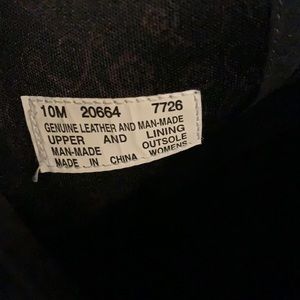 10M 20664 7726
GENUINE LEATHER AND MAN-MADE
UPPER AND LINING
MAN-MADE OUTSOLE
MADE IN CHINA WOMENS